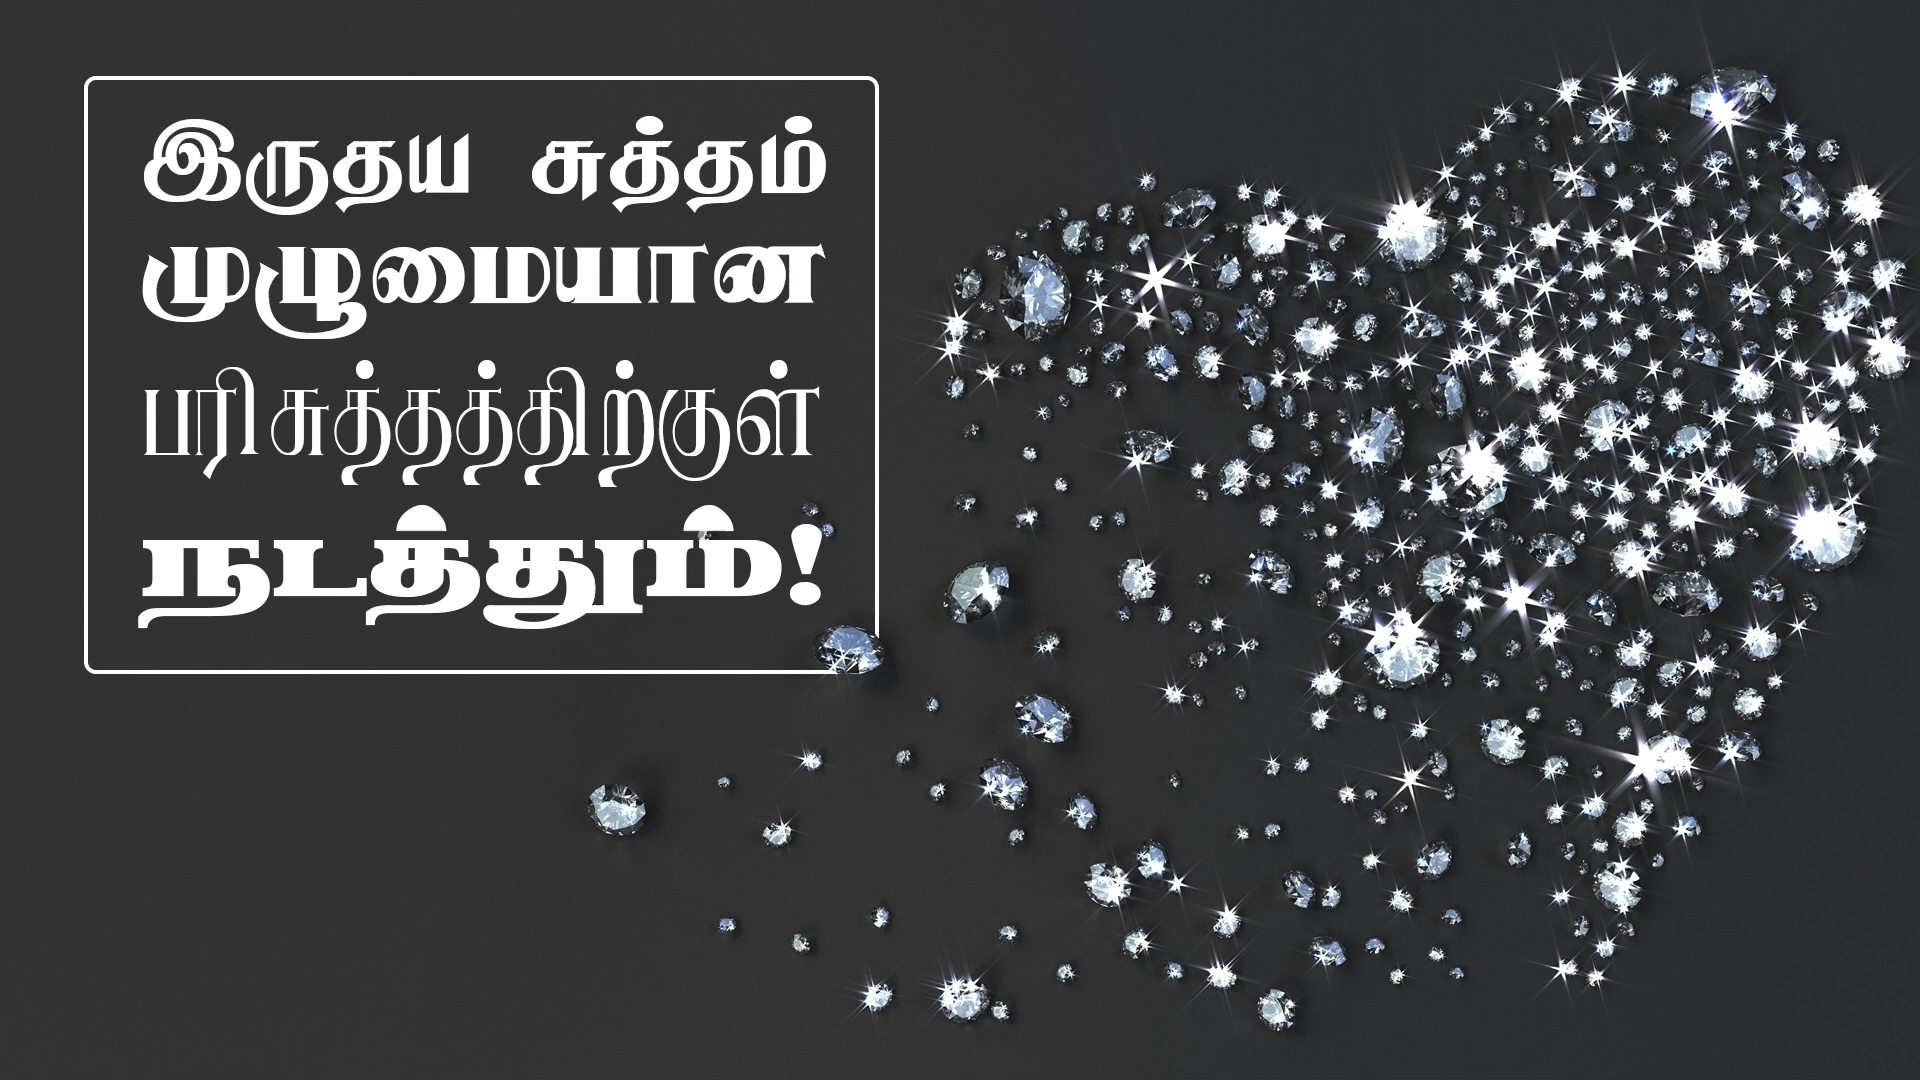 இருதய சுத்தம்
முழுமையான
பரிசுத்தத்திற்குள்
நடத்தும்!